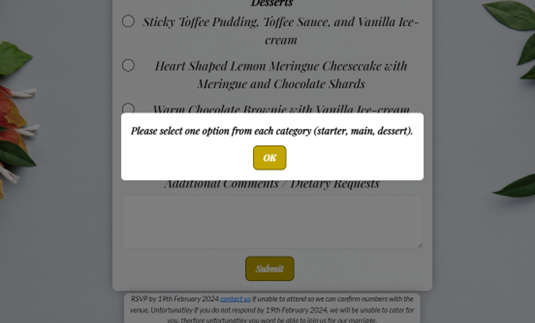 Desserts
Sticky Toffee Pudding, Toffee Sauce, and Vanilla Ice-
cream
Heart Shaped Lemon Meringue Cheesecake with
Meringue and Chocolate Shards
Warm Chocolate Brownie with Vanilla Ice-cream
Please select one option from each category (starter, main, dessert).
OK
Additional Comments / Dietary Requests
Submit
RSVP by 19th February 2024 contact us if unable to attend so we can confirm numbers with the
venue. Unfortunatley if you do not respond by 19th February 2024, we will be unable to cater for
you, therfore unfortunatley you wont be able to join us for our marriage.